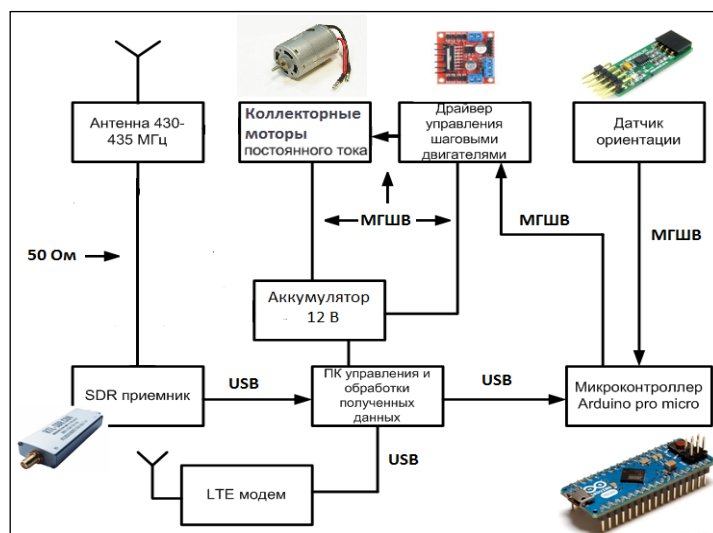 Антенна 430-
435 МГц
Коллекторные
моторы
постоянного тока
Драйвер
управления
шаговыми
двигателями
Датчик
ориентации
МГШВ
МГШВ
МГШВ
50 Ом
Аккумулятор
12 В
SDR приемник
USB
ПК управления и
обработки
полученных
данных
USB
Микроконтроллер
Arduino pro micro
USB
LTE модем